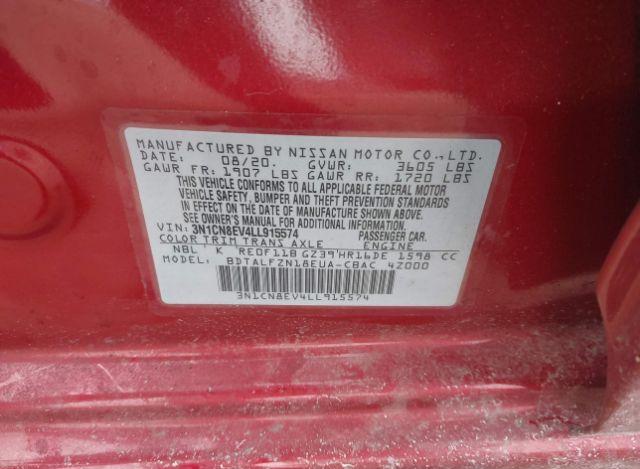 MANUFACTURED BY NISSAN MOTOR CO.,LTD.
DATE: 08/20. GVWR: 3605 LBS
GAWR FR: 1907 LBS GAWR RR: 1720 LBS
THIS VEHICLE CONFORMS TO ALL APPLICABLE FEDERAL MOTOR
VEHICLE SAFETY, BUMPER AND THEFT PREVENTION STANDARDS
IN EFFECT ON THE DATE OF MANUFACTURE SHOWN ABOVE.
SEE OWNER'S MANUAL FOR ADDITIONAL INFORMATION.
VIN: 3N1CN8EV4LL915574 PASSENGER CAR
COLOR TRIM TRANS AXLE ENGINE
NBL K RE0F11B GZ39 HR16DE 1598 CC
MODEL: BDTALFZN18EUA-CBAC 4Z000
3N1CN8EV4LL915574